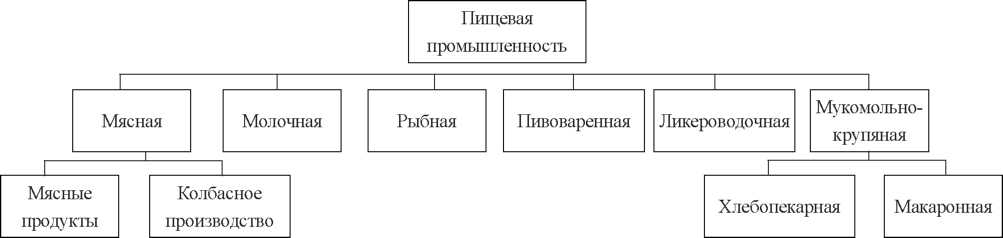 Пищевая
промышленность
Мясная
Молочная
Рыбная
Пивоваренная
Ликероводочная
Мукомольно-
крупяная
Мясные
продукты
Колбасное
производство
Хлебопекарная
Макаронная